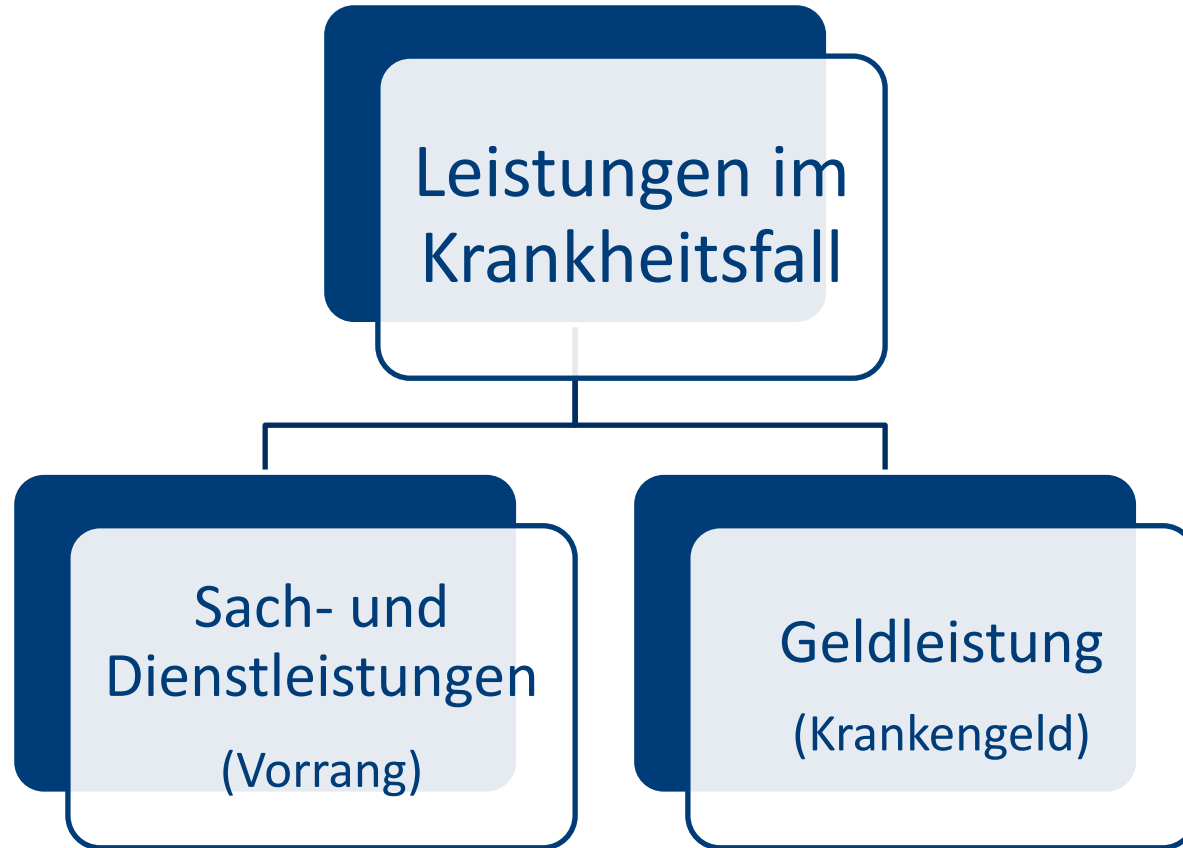 Leistungen im
Krankheitsfall
Sach- und
Dienstleistungen
(Vorrang)
Geldleistung
(Krankengeld)